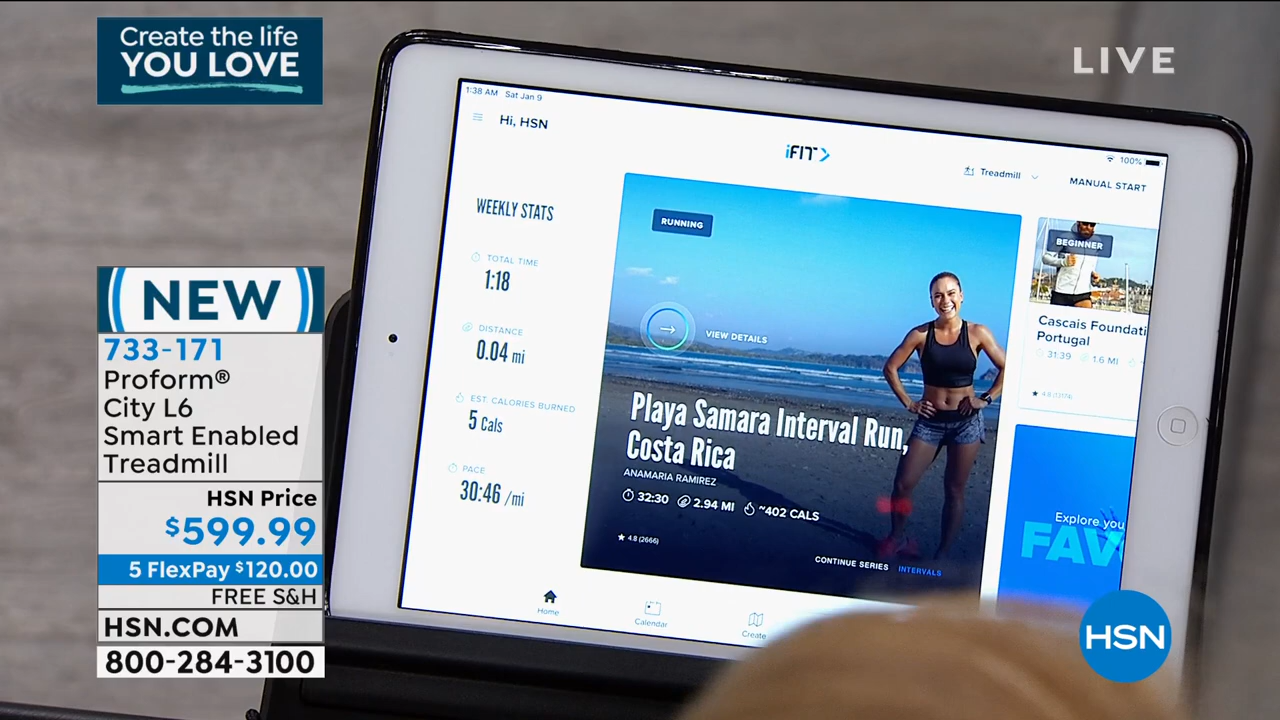 Create the life
YOU LOVE
LIVE
NEW
733-171
Proform®
City L6
Smart Enabled
Treadmill
HSN Price
$599.99
5 FlexPay $120.00
FREE S&H
HSN.COM
800-284-3100
1:38 AM Sat Jan 9
100%
Hi, HSN
iFIT
Treadmill
MANUAL START
WEEKLY STATS
TOTAL TIME
1:18
DISTANCE
0.04 mi
EST. CALORIES BURNED
5 Cals
PACE
30:46 /mi
RUNNING
VIEW DETAILS
Playa Samara Interval Run,
Costa Rica
ANAMARIA RAMIREZ
32:30 2.94 MI ~402 CALS
4.8 (2666)
CONTINUE SERIES INTERVALS
BEGINNER
Cascais Foundati
Portugal
31:39 1.6 MI
Explore you
FAV
Home
Calendar
Create
HSN